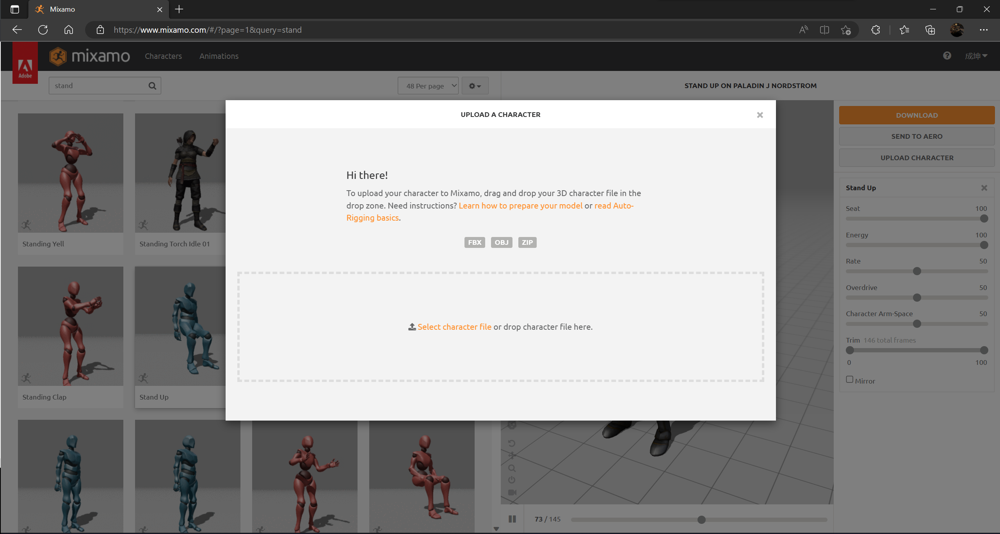 Mixamo
https://www.mixamo.com/#/?page=1&query=stand
Adobe
mixamo
Characters
Animations
成坤
stand
48 Per page
STAND UP ON PALADIN J NORDSTROM
UPLOAD A CHARACTER
Hi there!
To upload your character to Mixamo, drag and drop your 3D character file in the
drop zone. Need instructions? Learn how to prepare your model or read Auto-
Rigging basics.
FBX
OBJ
ZIP
Select character file or drop character file here.
Standing Yell
Standing Torch Idle 01
Standing Clap
Stand Up
DOWNLOAD
SEND TO AERO
UPLOAD CHARACTER
Stand Up
Seat 100
Energy 100
Rate 50
Overdrive 50
Character Arm-Space 50
Trim 146 total frames
0 100
Mirror
73 / 145